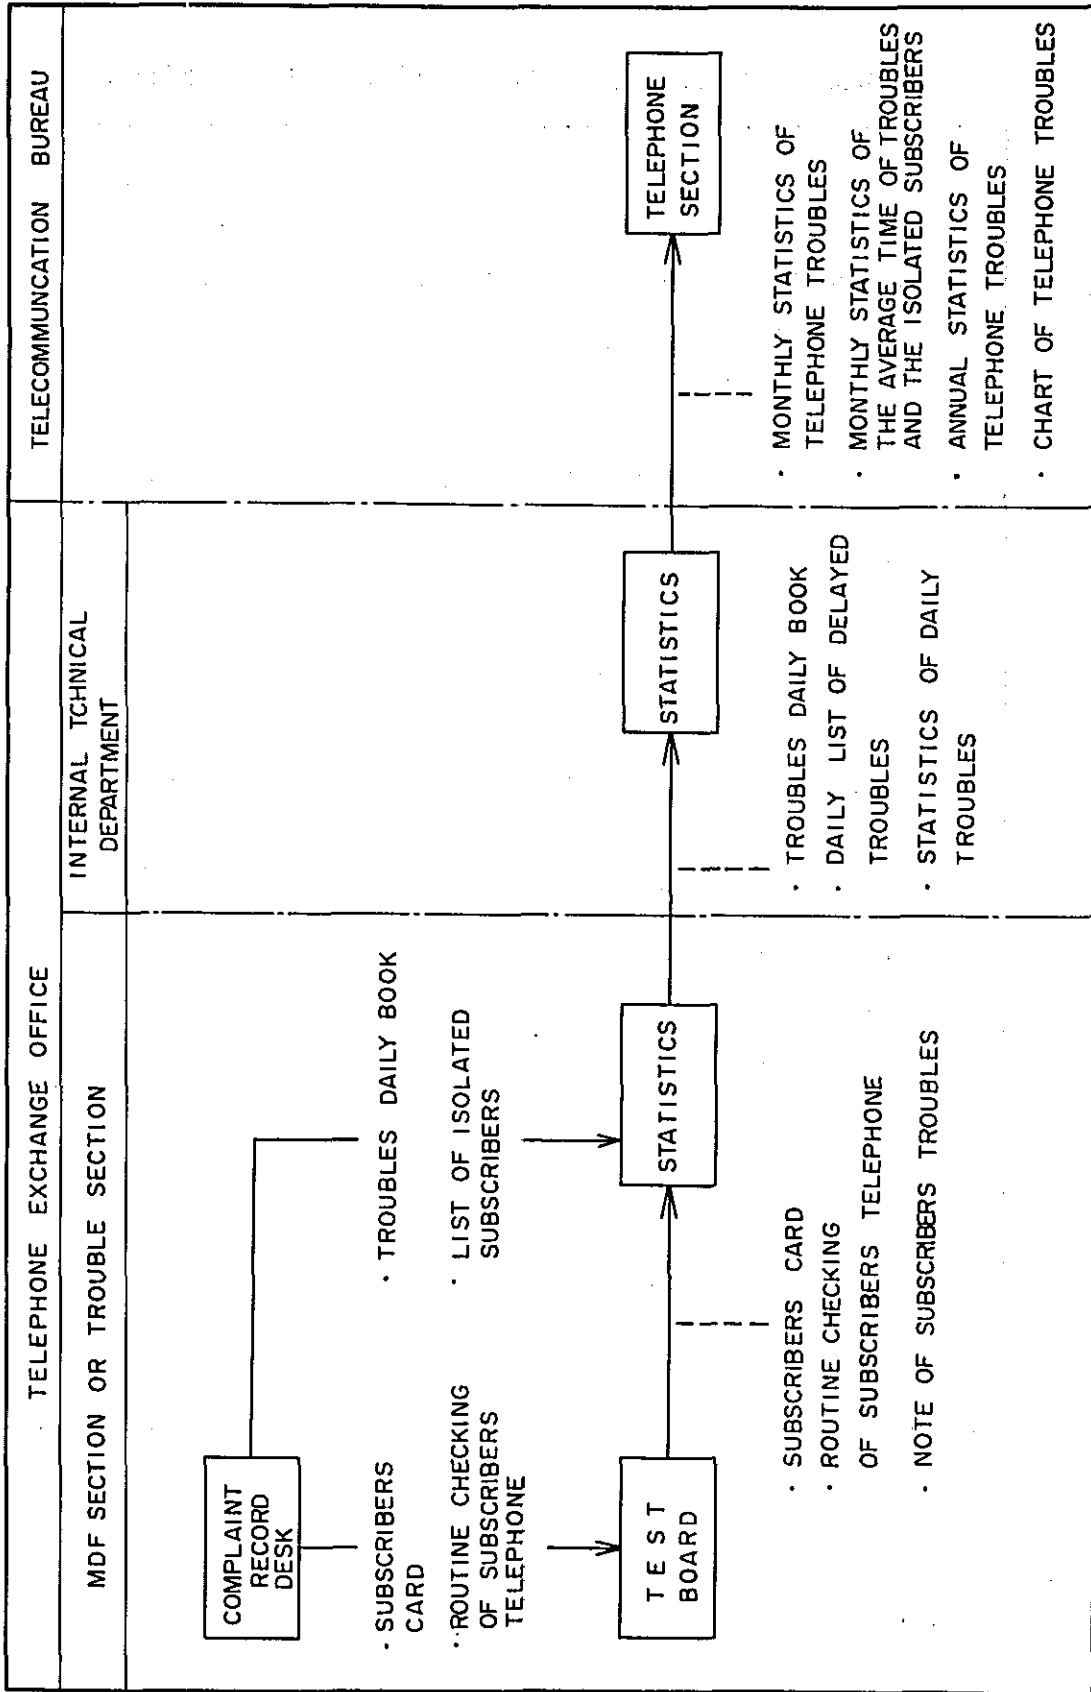 TELEPHONE EXCHANGE OFFICE
TELECOMMUNCATION BUREAU
MDF SECTION OR TROUBLE SECTION
INTERNAL TCHNICAL
DEPARTMENT
COMPLAINT
RECORD
DESK
· SUBSCRIBERS
CARD
· ROUTINE CHECKING
OF SUBSCRIBERS
TELEPHONE
· TROUBLES DAILY BOOK
· LIST OF ISOLATED
SUBSCRIBERS
TEST
BOARD
STATISTICS
STATISTICS
TELEPHONE
SECTION
· SUBSCRIBERS CARD
· ROUTINE CHECKING
OF SUBSCRIBERS TELEPHONE
· NOTE OF SUBSCRIBERS TROUBLES
· TROUBLES DAILY BOOK
· DAILY LIST OF DELAYED
TROUBLES
· STATISTICS OF DAILY
TROUBLES
· MONTHLY STATISTICS OF
TELEPHONE TROUBLES
· MONTHLY STATISTICS OF
THE AVERAGE TIME OF TROUBLES
AND THE ISOLATED SUBSCRIBERS
· ANNUAL STATISTICS OF
TELEPHONE TROUBLES
· CHART OF TELEPHONE TROUBLES